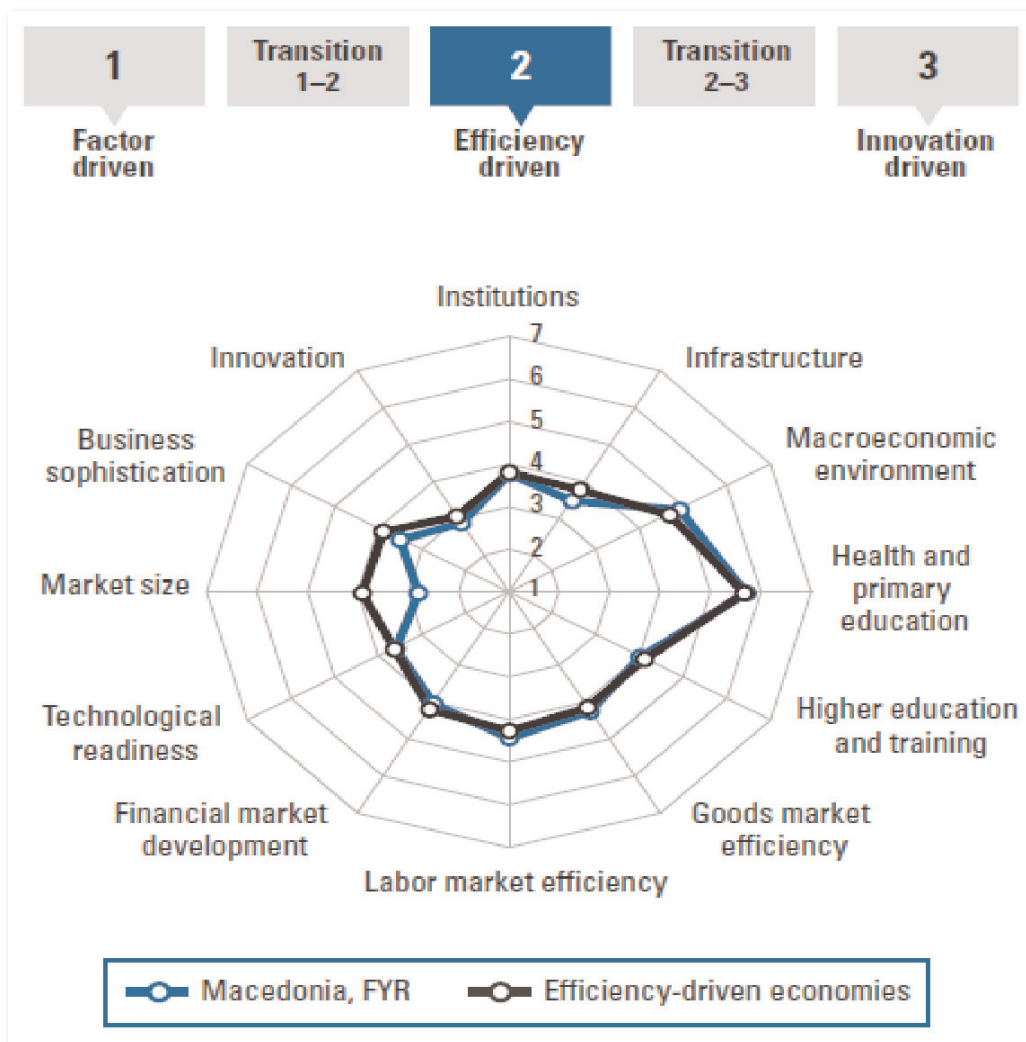 1
Transition
1–2
2
Transition
2–3
3
Factor
driven
Efficiency
driven
Innovation
driven
Institutions
7
6
5
4
3
2
1
Innovation
Infrastructure
Business
sophistication
Macroeconomic
environment
Market size
Health and
primary
education
Technological
readiness
Higher education
and training
Financial market
development
Goods market
efficiency
Labor market efficiency
Macedonia, FYR
Efficiency-driven economies